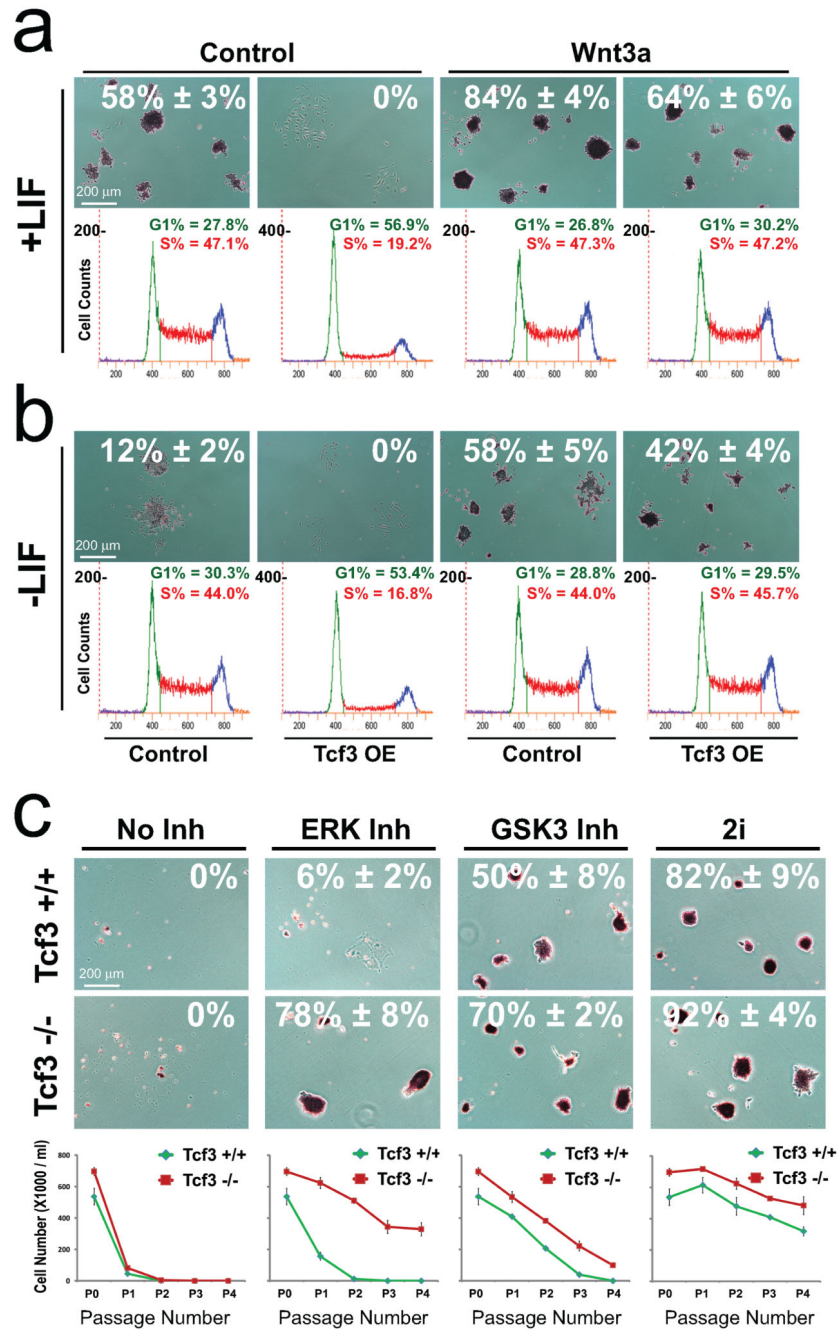 a
Control Wnt3a
+LIF
58% ± 3% 0% 84% ± 4% 64% ± 6%
200 µm
G1% = 27.8% G1% = 56.9% G1% = 26.8% G1% = 30.2%
200- 400- 200- 200-
S% = 47.1% S% = 19.2% S% = 47.3% S% = 47.2%
Cell Counts
200 400 600 800 200 400 600 800 200 400 600 800 200 400 600 800
b
-LIF
12% ± 2% 0% 58% ± 5% 42% ± 4%
200 µm
G1% = 30.3% G1% = 53.4% G1% = 28.8% G1% = 29.5%
200- 400- 200- 200-
S% = 44.0% S% = 16.8% S% = 44.0% S% = 45.7%
Cell Counts
200 400 600 800 200 400 600 800 200 400 600 800 200 400 600 800
Control Tcf3 OE Control Tcf3 OE
c
No Inh ERK Inh GSK3 Inh 2i
Tcf3 +/+
0% 6% ± 2% 50% ± 8% 82% ± 9%
200 µm
Tcf3 -/-
0% 78% ± 8% 70% ± 2% 92% ± 4%
Cell Number (X1000 / ml)
800
600
400
200
0
Tcf3 +/+ Tcf3 +/+ Tcf3 +/+ Tcf3 +/+
Tcf3 -/- Tcf3 -/- Tcf3 -/- Tcf3 -/-
P0 P1 P2 P3 P4 P0 P1 P2 P3 P4 P0 P1 P2 P3 P4 P0 P1 P2 P3 P4
Passage Number Passage Number Passage Number Passage Number